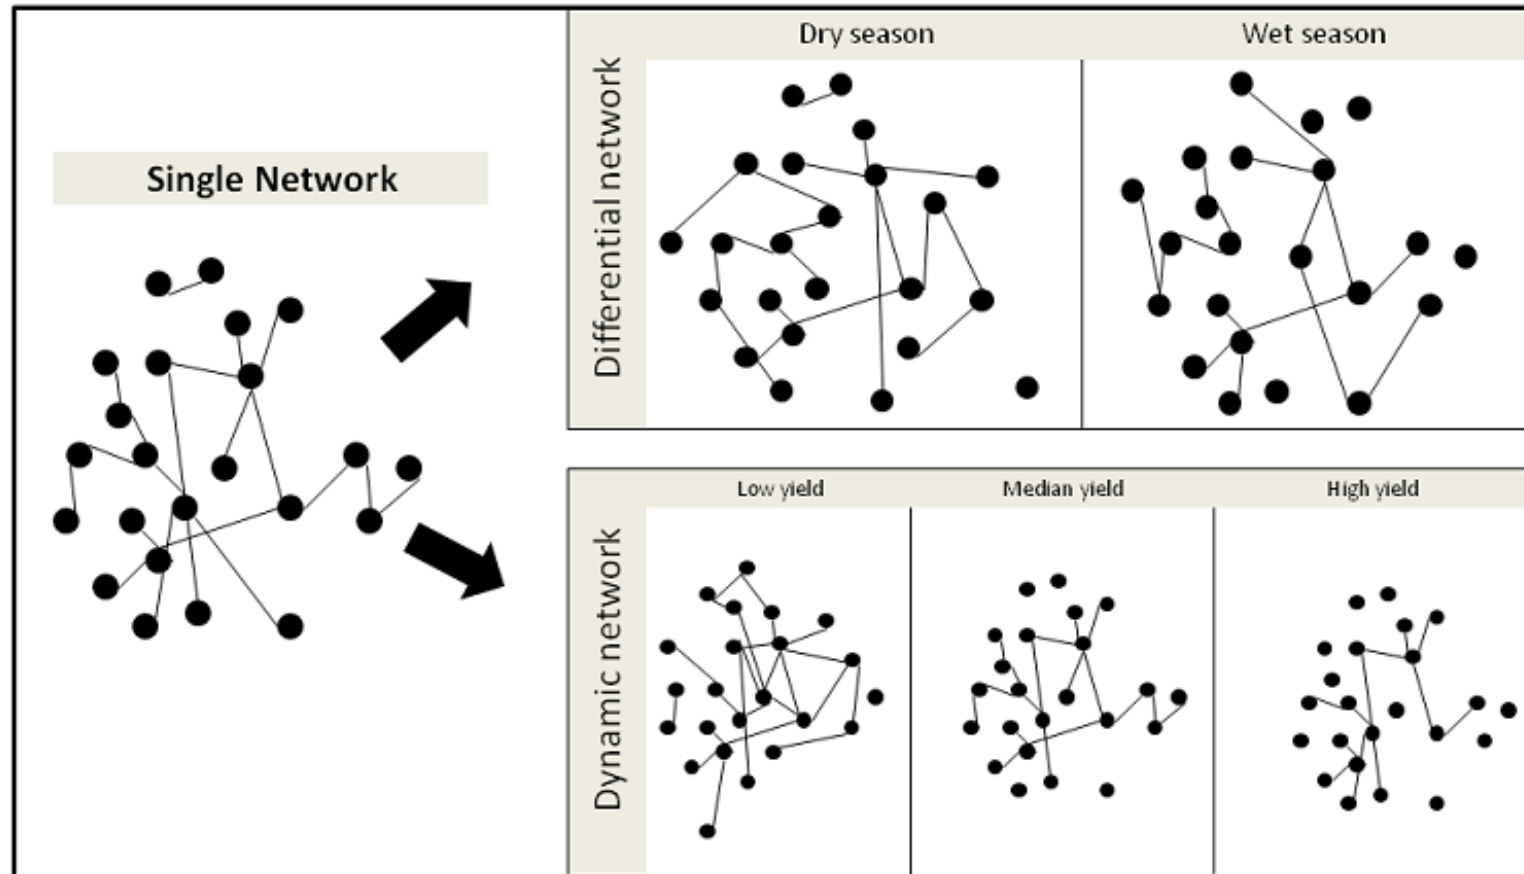 Single Network
Differential network
Dry season
Wet season
Dynamic network
Low yield
Median yield
High yield